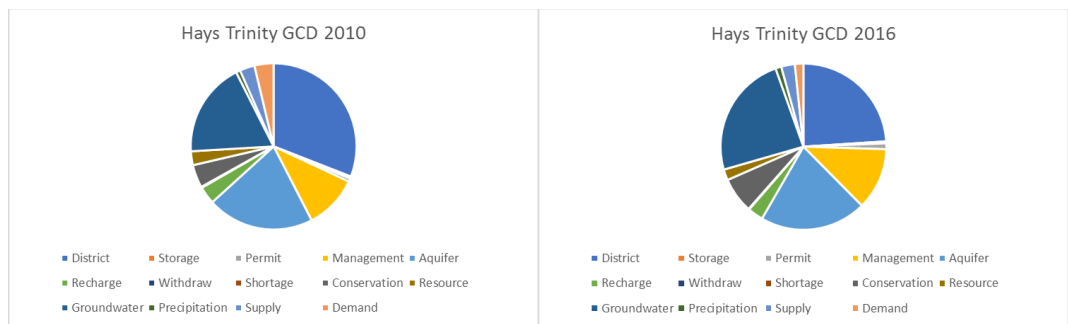 Hays Trinity GCD 2010
District Storage Permit Management Aquifer
Recharge Withdraw Shortage Conservation Resource
Groundwater Precipitation Supply Demand
Hays Trinity GCD 2016
District Storage Permit Management Aquifer
Recharge Withdraw Shortage Conservation Resource
Groundwater Precipitation Supply Demand